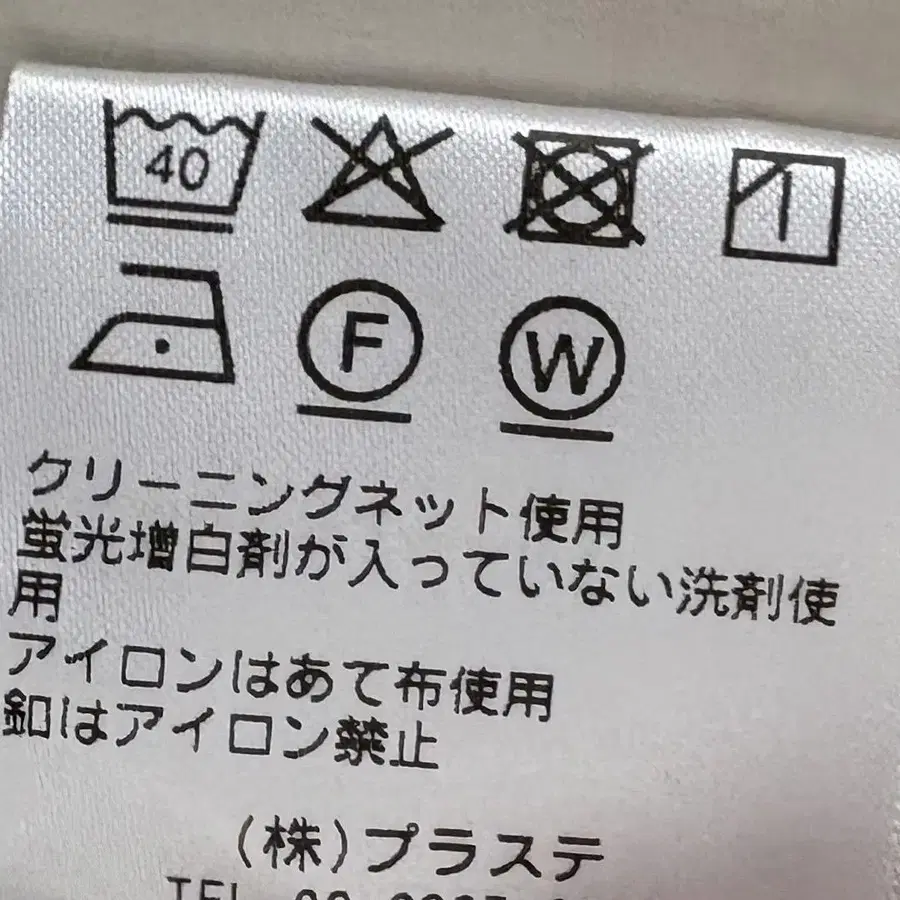 40
F
W
クリーニングネット使用
蛍光増白剤が入っていない洗剤使
用
アイロンはあて布使用
釦はアイロン禁止
(株)プラステ
TEL